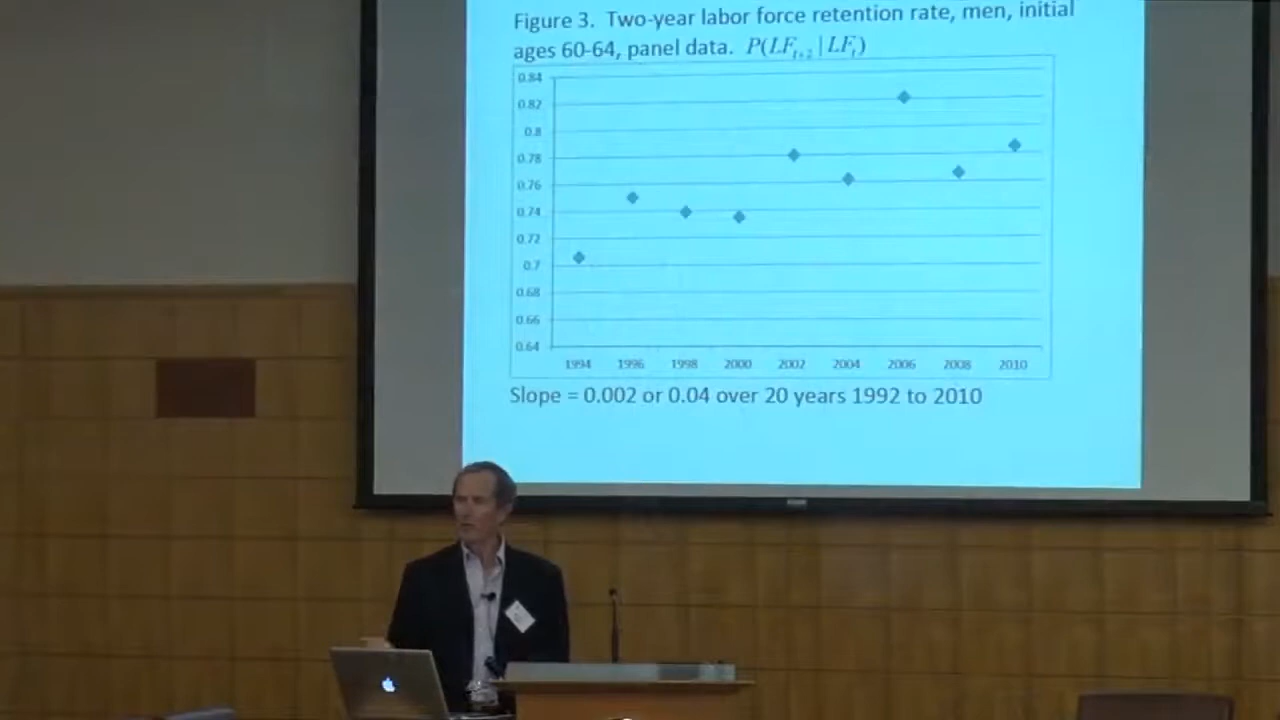 Figure 3. Two-year labor force retention rate, men, initial
ages 60-64, panel data. P(LFₜ₊₂|LFₜ)
0.84
0.82
0.8
0.78
0.76
0.74
0.72
0.7
0.68
0.66
0.64
1994 1996 1998 2000 2002 2004 2006 2008 2010
Slope = 0.002 or 0.04 over 20 years 1992 to 2010